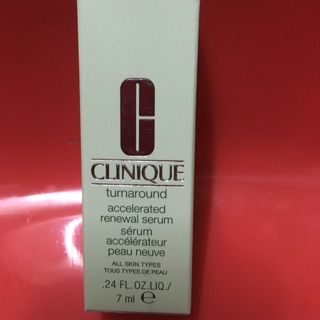 C
CLINIQUE
turnaround
accelerated
renewal serum
sérum
accélérateur
peau neuve
ALL SKIN TYPES
TOUS TYPES DE PEAU
.24 FL.OZ.LIQ./
7 ml ℮